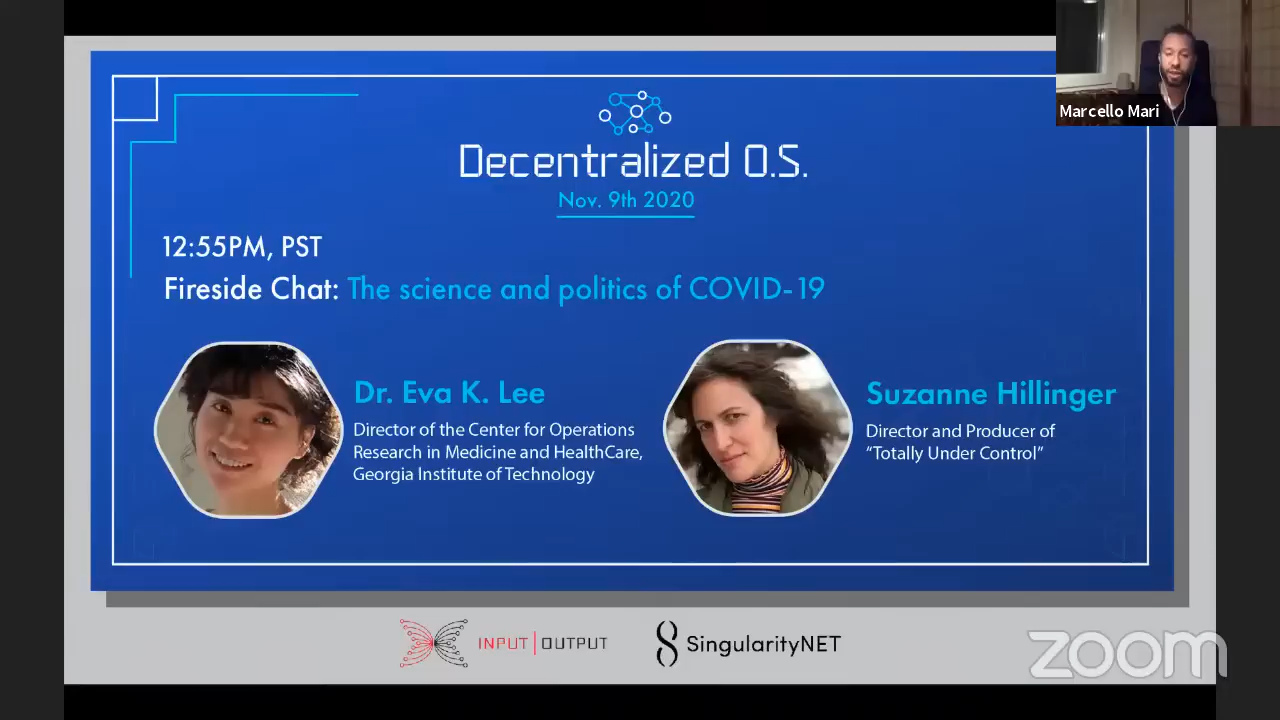 Marcello Mari
Decentralized O.S.
Nov. 9th 2020
12:55PM, PST
Fireside Chat: The science and politics of COVID-19
Dr. Eva K. Lee
Director of the Center for Operations
Research in Medicine and HealthCare,
Georgia Institute of Technology
Suzanne Hillinger
Director and Producer of
“Totally Under Control”
INPUT | OUTPUT
SingularityNET
zoom